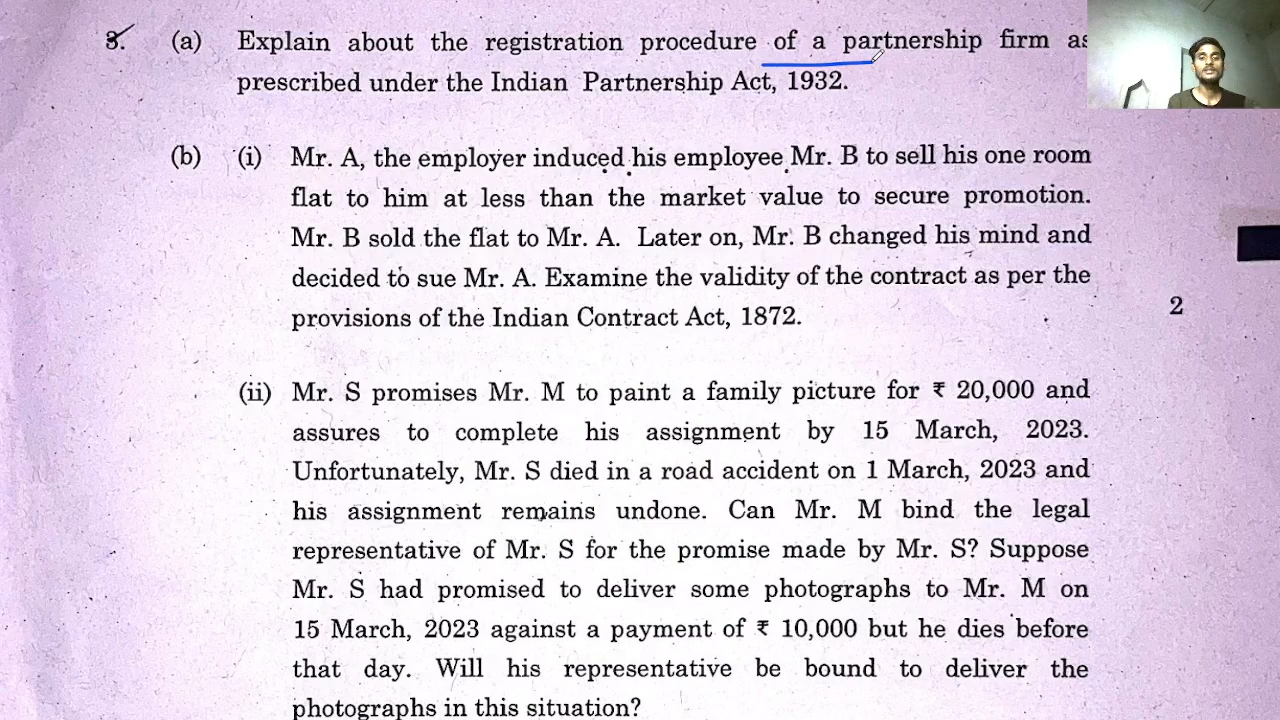 3. (a) Explain about the registration procedure of a partnership firm as
prescribed under the Indian Partnership Act, 1932.
(b) (i) Mr. A, the employer induced his employee Mr. B to sell his one room
flat to him at less than the market value to secure promotion.
Mr. B sold the flat to Mr. A. Later on, Mr. B changed his mind and
decided to sue Mr. A. Examine the validity of the contract as per the
provisions of the Indian Contract Act, 1872.
2
(ii) Mr. S promises Mr. M to paint a family picture for ₹ 20,000 and
assures to complete his assignment by 15 March, 2023.
Unfortunately, Mr. S died in a road accident on 1 March, 2023 and
his assignment remains undone. Can Mr. M bind the legal
representative of Mr. S for the promise made by Mr. S? Suppose
Mr. S had promised to deliver some photographs to Mr. M on
15 March, 2023 against a payment of ₹ 10,000 but he dies before
that day. Will his representative be bound to deliver the
photographs in this situation?